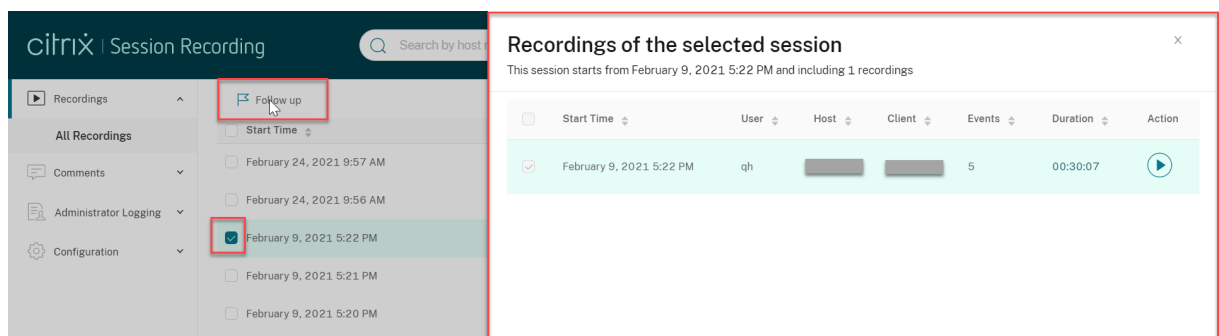 citrix | Session Recording
Search by host
Recordings
Follow up
All Recordings
Start Time
February 24, 2021 9:57 AM
Comments
February 24, 2021 9:56 AM
Administrator Logging
February 9, 2021 5:22 PM
Configuration
February 9, 2021 5:21 PM
February 9, 2021 5:20 PM
Recordings of the selected session
This session starts from February 9, 2021 5:22 PM and including 1 recordings
Start Time User Host Client Events Duration Action
February 9, 2021 5:22 PM qh 5 00:30:07